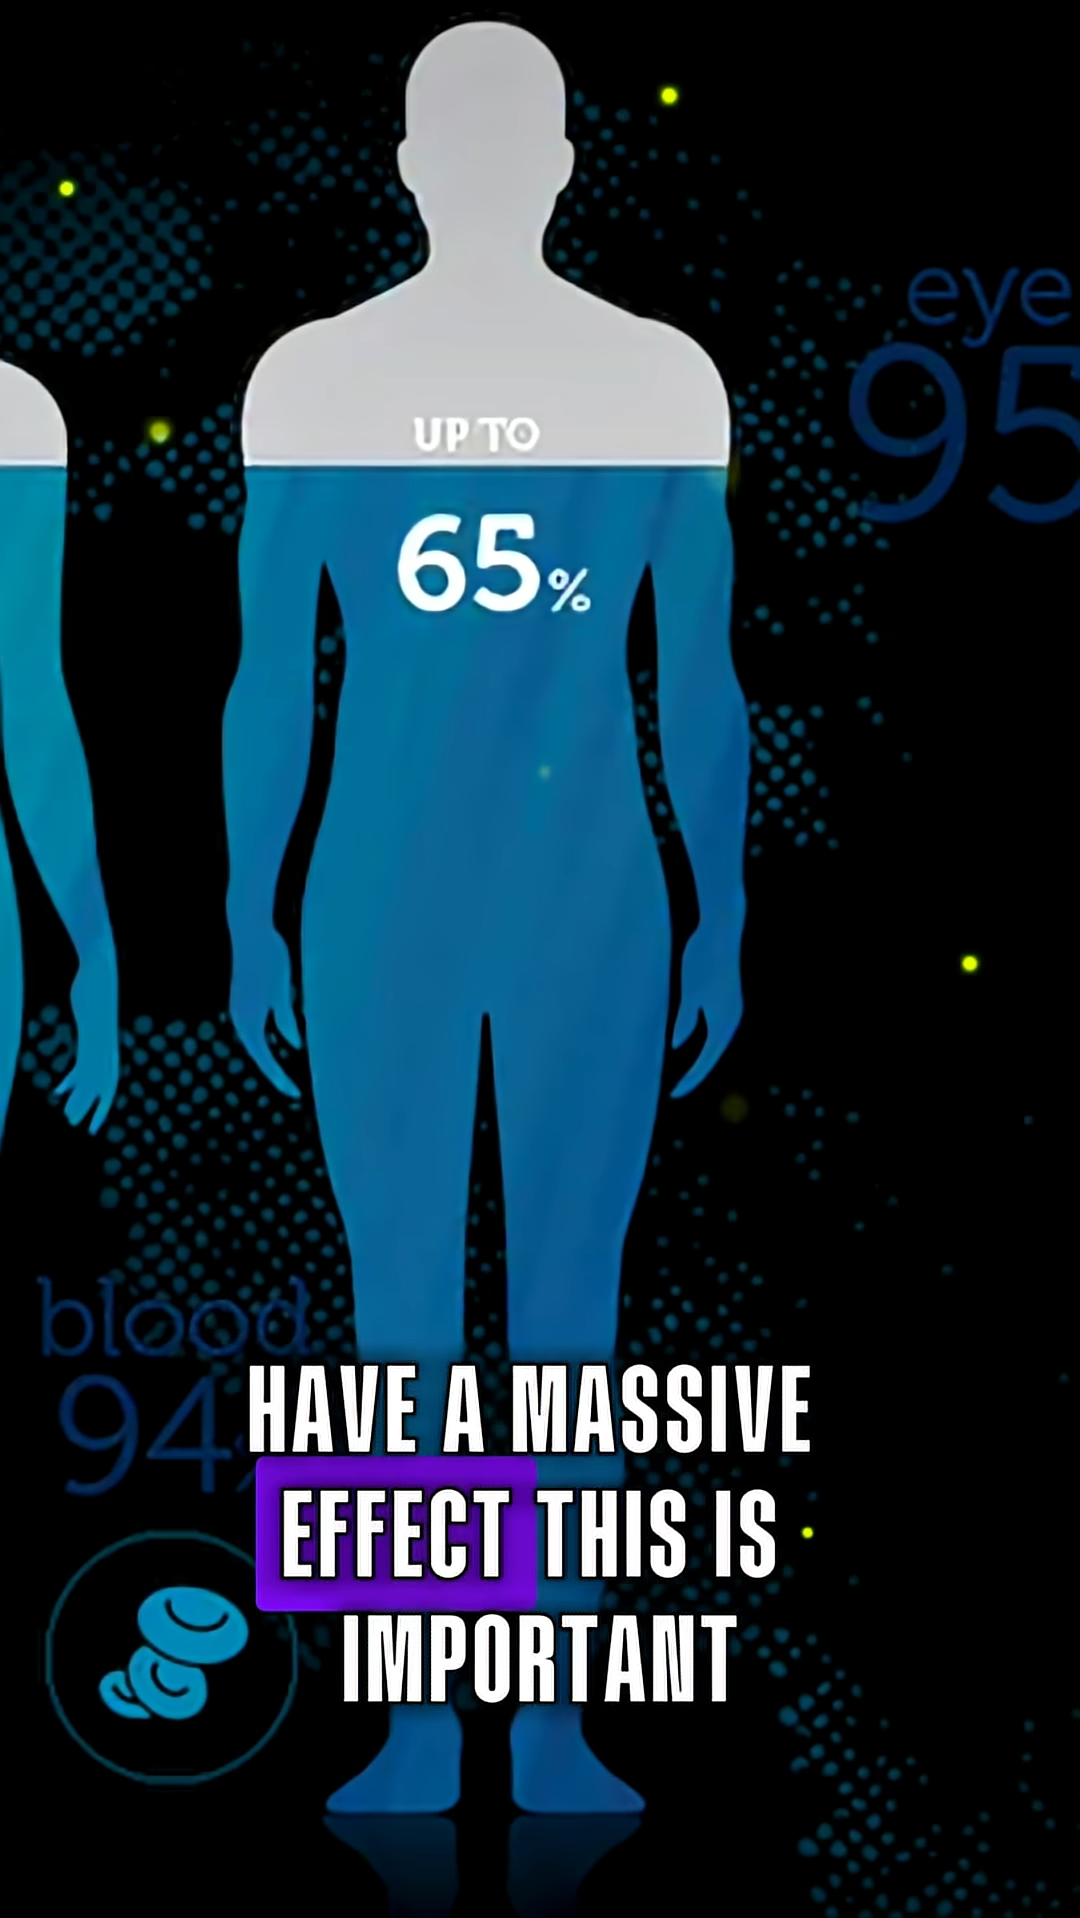 eye
95
UP TO
65%
blood
94%
HAVE A MASSIVE
EFFECT THIS IS
IMPORTANT